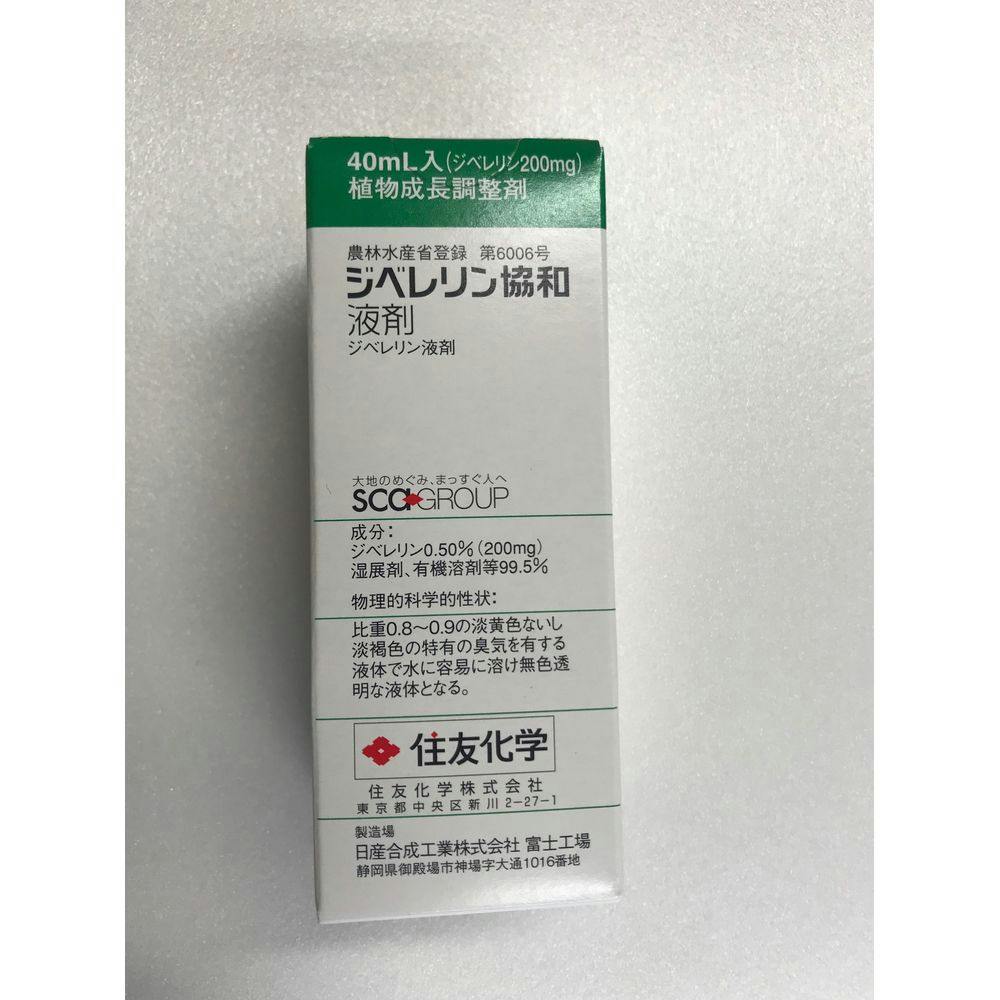 40mL入(ジベレリン200mg)
植物成長調整剤
農林水産省登録 第6006号
ジベレリン協和
液剤
ジベレリン液剤
大地のめぐみ、まっすぐ人へ
SCA GROUP
成分:
ジベレリン0.50%(200mg)
湿展剤、有機溶剤等99.5%
物理的科学的性状:
比重0.8~0.9の淡黄色ないし
淡褐色の特有の臭気を有する
液体で水に容易に溶け無色透
明な液体となる。
住友化学
住友化学株式会社
東京都中央区新川2-27-1
製造場
日産合成工業株式会社 富士工場
静岡県御殿場市神場字大通1016番地